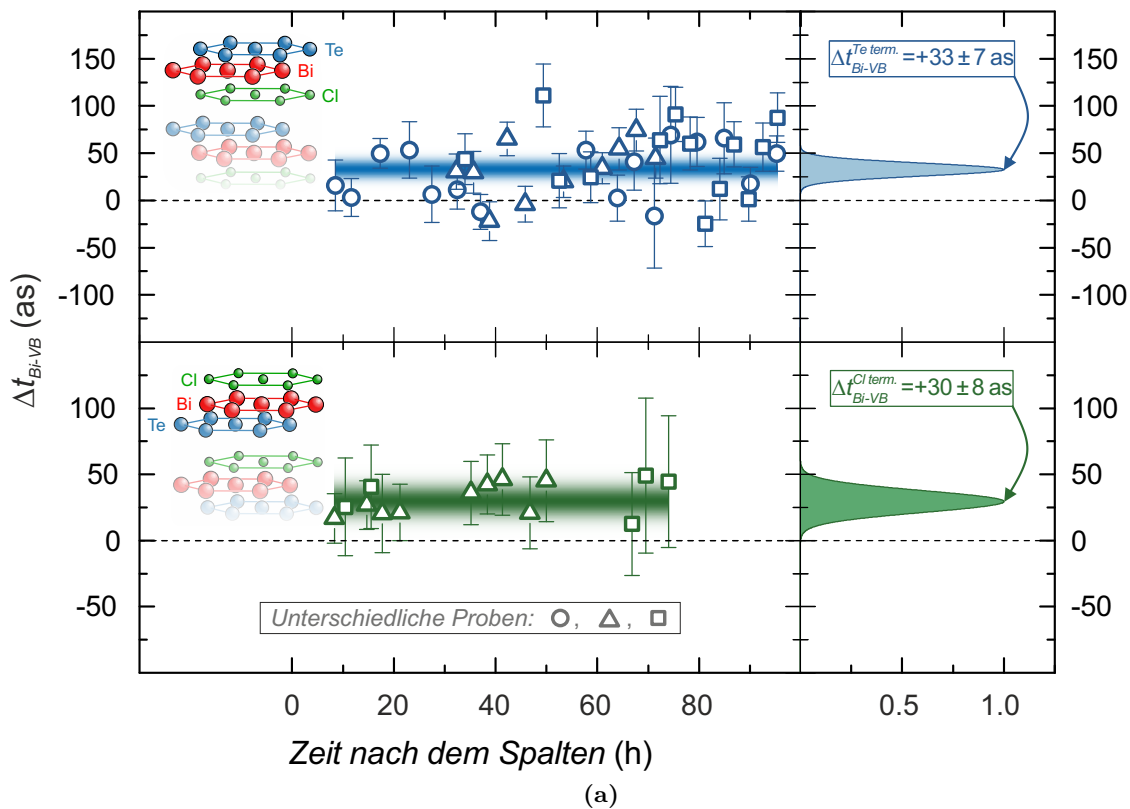 150
100
50
0
-50
-100
Te
Bi
Cl
Δt Te term. Bi-VB =+33 ± 7 as
150
100
50
0
-50
-100
Δt Bi-VB (as)
100
50
0
-50
Cl
Bi
Te
Δt Cl term. Bi-VB =+30 ± 8 as
100
50
0
-50
Unterschiedliche Proben: ○, △, □
0 20 40 60 80 0.5 1.0
Zeit nach dem Spalten (h)
(a)